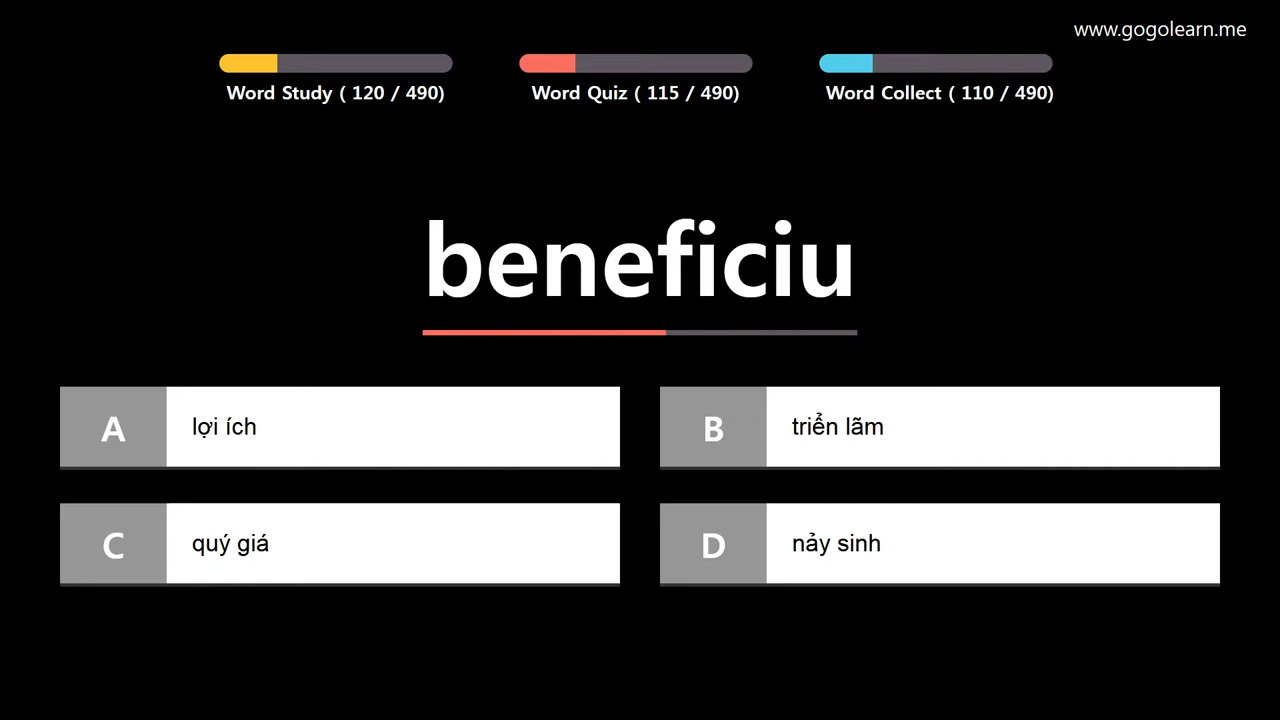 www.gogolearn.me
Word Study ( 120 / 490)
Word Quiz ( 115 / 490)
Word Collect ( 110 / 490)
beneficiu
A
lợi ích
B
triển lãm
C
quý giá
D
nảy sinh